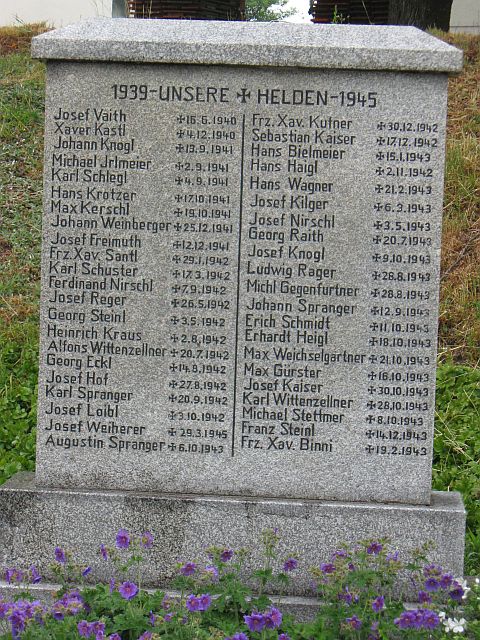 1939-UNSERE ✠ HELDEN-1945
Josef Väith ✠16.6.1940
Xaver Kastl ✠4.12.1940
Johann Knogl ✠19.9.1941
Michael Jrlmeier ✠2.9.1941
Karl Schlegl ✠4.9.1941
Hans Krotzer ✠17.10.1941
Max Kerschl ✠19.10.1941
Johann Weinberger ✠25.12.1941
Josef Freimuth ✠12.12.1941
Frz. Xav. Santl ✠29.1.1942
Karl Schuster ✠17.3.1942
Ferdinand Nirschl ✠7.9.1942
Josef Reger ✠26.5.1942
Georg Steinl ✠3.5.1942
Heinrich Kraus ✠2.8.1942
Alfons Wittenzellner ✠20.7.1942
Georg Eckl ✠14.8.1942
Josef Hof ✠27.8.1942
Karl Spranger ✠20.9.1942
Josef Loibl ✠3.10.1942
Josef Weiherer ✠29.3.1945
Augustin Spranger ✠6.10.1943
Frz. Xav. Kufner ✠30.12.1942
Sebastian Kaiser ✠17.12.1942
Hans Bielmeier ✠15.1.1943
Hans Haigl ✠2.11.1942
Hans Wagner ✠21.2.1943
Josef Kilger ✠6.3.1943
Josef Nirschl ✠3.5.1943
Georg Raith ✠20.7.1943
Josef Knogl ✠9.10.1943
Ludwig Rager ✠28.8.1943
Michl Gegenfurtner ✠28.8.1943
Johann Spranger ✠12.9.1943
Erich Schmidt ✠11.10.1943
Erhardt Heigl ✠18.10.1943
Max Weichselgärtner ✠21.10.1943
Max Gürster ✠16.10.1943
Josef Kaiser ✠30.10.1943
Karl Wittenzellner ✠28.10.1943
Michael Stettmer ✠8.10.1943
Franz Steinl ✠14.12.1943
Frz. Xav. Binni ✠19.2.1943